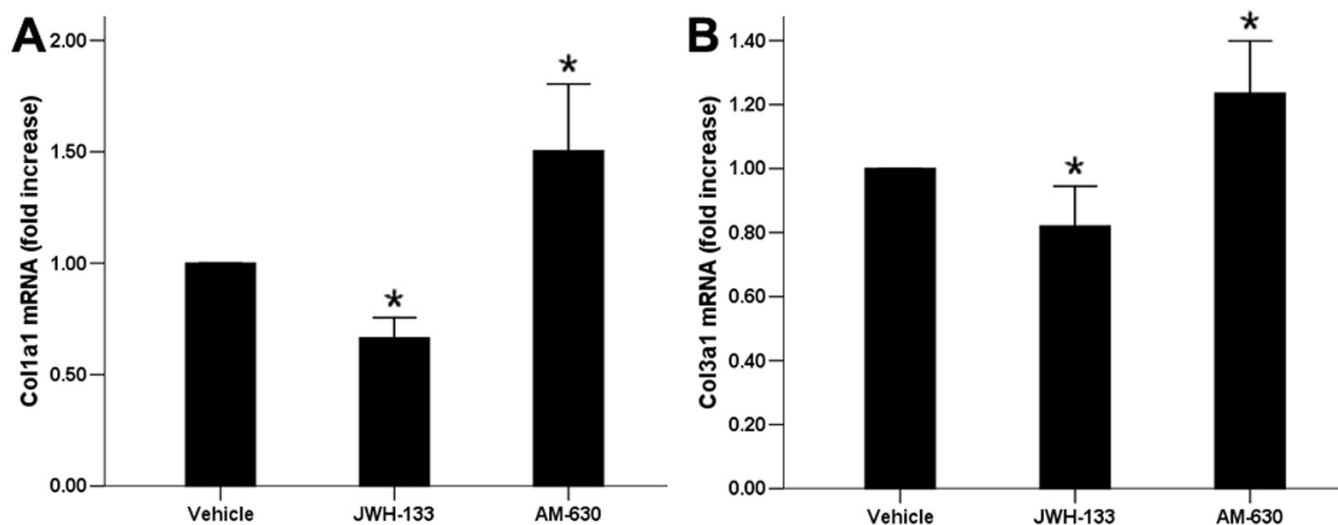 A
Col1a1 mRNA (fold increase)
2.00
*
*
1.50
1.00
0.50
0.00
Vehicle JWH-133 AM-630
B
Col3a1 mRNA (fold increase)
1.40
*
*
1.20
1.00
0.80
0.60
0.40
0.20
0.00
Vehicle JWH-133 AM-630